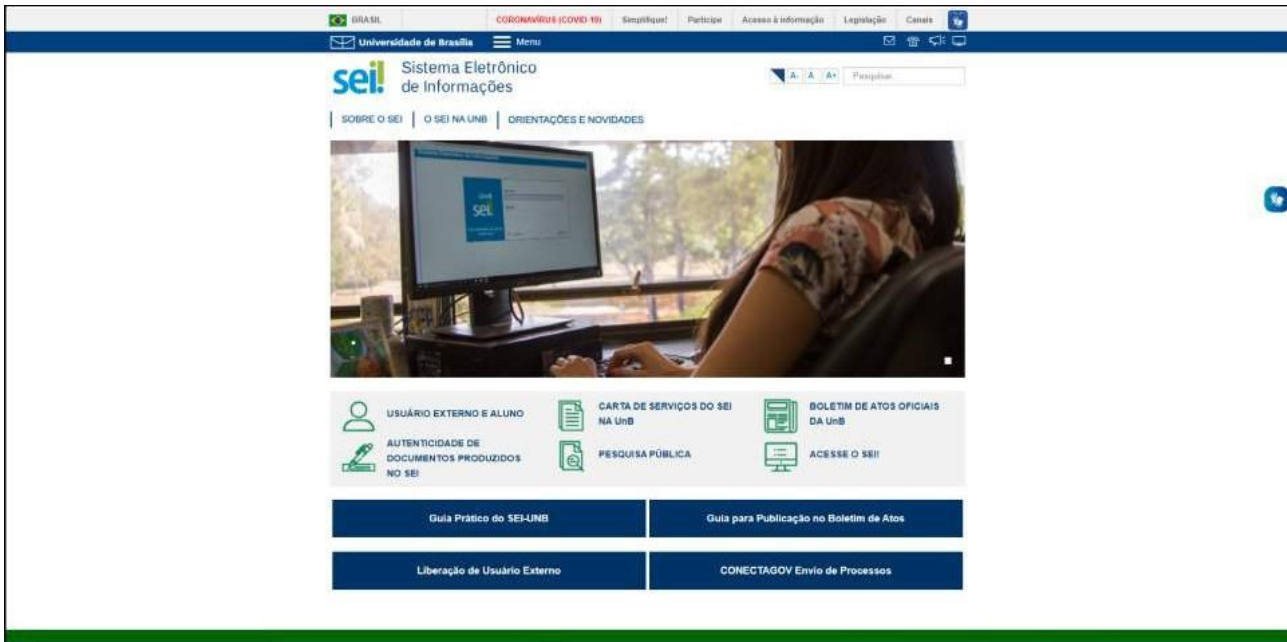 BRASIL CORONAVÍRUS (COVID-19) Simplifique! Participe Acesso à informação Legislação Canais
Universidade de Brasília Menu
sei! Sistema Eletrônico
de Informações
A- A A+ Pesquisar
SOBRE O SEI O SEI NA UNB ORIENTAÇÕES E NOVIDADES
sei!
USUÁRIO EXTERNO E ALUNO
CARTA DE SERVIÇOS DO SEI
NA UnB
BOLETIM DE ATOS OFICIAIS
DA UnB
AUTENTICIDADE DE
DOCUMENTOS PRODUZIDOS
NO SEI
PESQUISA PÚBLICA
ACESSE O SEI!
Guia Prático do SEI-UNB
Guia para Publicação no Boletim de Atos
Liberação de Usuário Externo
CONECTAGOV Envio de Processos